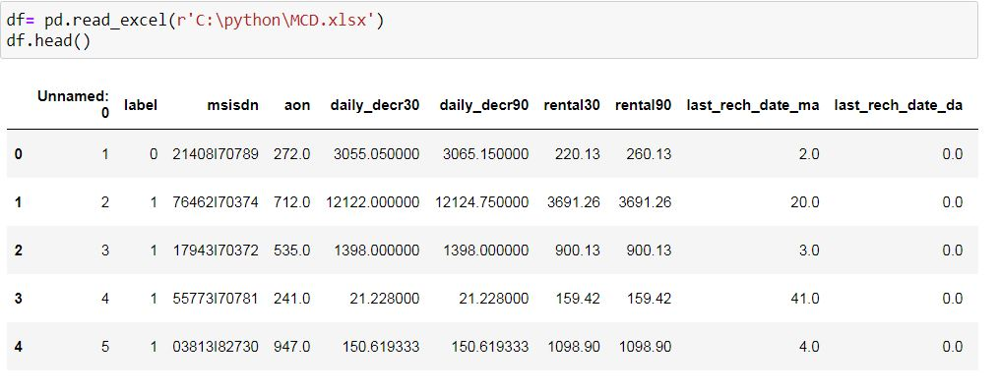 df= pd.read_excel(r'C:\python\MCD.xlsx')
df.head()
Unnamed: 0 label msisdn aon daily_decr30 daily_decr90 rental30 rental90 last_rech_date_ma last_rech_date_da
0 1 0 21408I70789 272.0 3055.050000 3065.150000 220.13 260.13 2.0 0.0
1 2 1 76462I70374 712.0 12122.000000 12124.750000 3691.26 3691.26 20.0 0.0
2 3 1 17943I70372 535.0 1398.000000 1398.000000 900.13 900.13 3.0 0.0
3 4 1 55773I70781 241.0 21.228000 21.228000 159.42 159.42 41.0 0.0
4 5 1 03813I82730 947.0 150.619333 150.619333 1098.90 1098.90 4.0 0.0